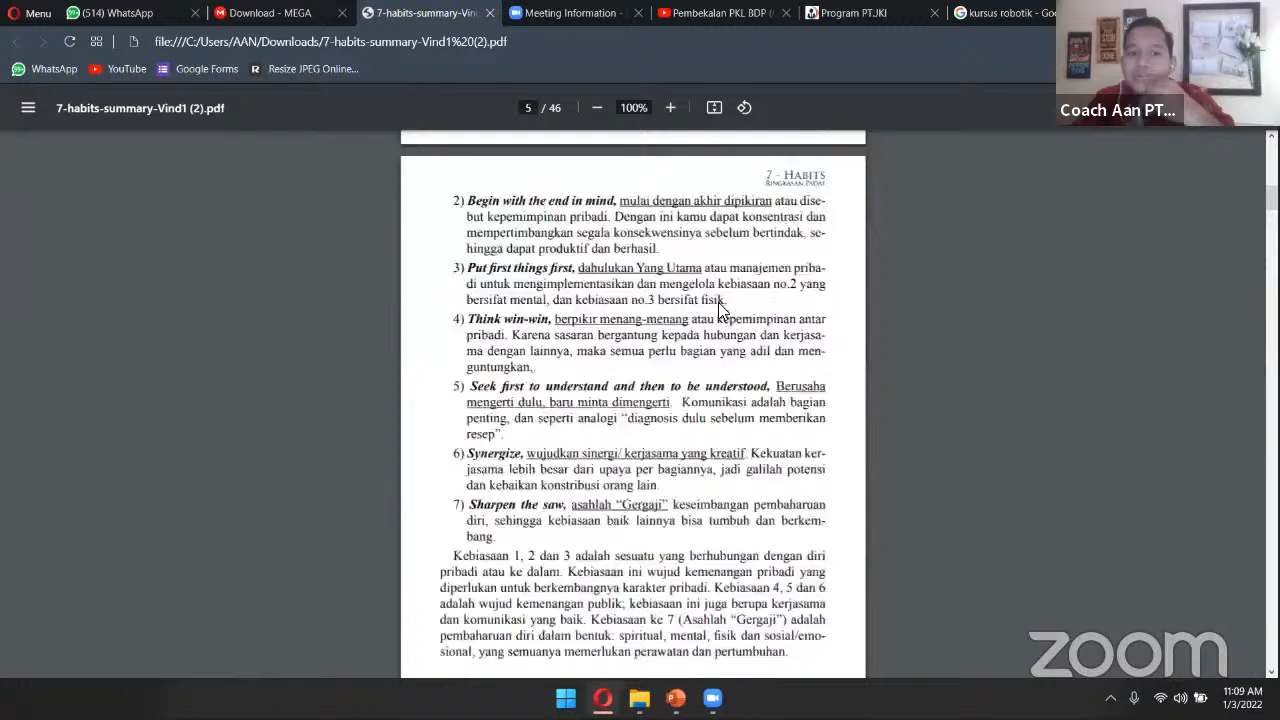 Menu
(514) WhatsApp
Download - MEGA
7-habits-summary-Vind
Meeting Information -
Pembekalan PKL BDP (
Program PTJKI
kursus robotik - Goo
file:///C:/Users/AAN/Downloads/7-habits-summary-Vind1%20(2).pdf
WhatsApp
YouTube
Google Forms
Resize JPEG Onlin...
7-habits-summary-Vind1 (2).pdf
5 / 46
100%
Coach Aan PT...
7 - HABITS
RINGKASAN PADAT
2) Begin with the end in mind, mulai dengan akhir dipikiran atau dise-
but kepemimpinan pribadi. Dengan ini kamu dapat konsentrasi dan
mempertimbangkan segala konsekwensinya sebelum bertindak, se-
hingga dapat produktif dan berhasil.
3) Put first things first, dahulukan Yang Utama atau manajemen priba-
di untuk mengimplementasikan dan mengelola kebiasaan no.2 yang
bersifat mental, dan kebiasaan no.3 bersifat fisik.
4) Think win-win, berpikir menang-menang atau kepemimpinan antar
pribadi. Karena sasaran bergantung kepada hubungan dan kerjasa-
ma dengan lainnya, maka semua perlu bagian yang adil dan men-
guntungkan,.
5) Seek first to understand and then to be understood, Berusaha
mengerti dulu, baru minta dimengerti. Komunikasi adalah bagian
penting, dan seperti analogi “diagnosis dulu sebelum memberikan
resep”.
6) Synergize, wujudkan sinergi/ kerjasama yang kreatif. Kekuatan ker-
jasama lebih besar dari upaya per bagiannya, jadi galilah potensi
dan kebaikan konstribusi orang lain.
7) Sharpen the saw, asahlah “Gergaji” keseimbangan pembaharuan
diri, sehingga kebiasaan baik lainnya bisa tumbuh dan berkem-
bang.
Kebiasaan 1, 2 dan 3 adalah sesuatu yang berhubungan dengan diri
pribadi atau ke dalam. Kebiasaan ini wujud kemenangan pribadi yang
diperlukan untuk berkembangnya karakter pribadi. Kebiasaan 4, 5 dan 6
adalah wujud kemenangan publik; kebiasaan ini juga berupa kerjasama
dan komunikasi yang baik. Kebiasaan ke 7 (Asahlah “Gergaji”) adalah
pembaharuan diri dalam bentuk: spiritual, mental, fisik dan sosial/emo-
sional, yang semuanya memerlukan perawatan dan pertumbuhan.
zoom
11:09 AM
1/3/2022